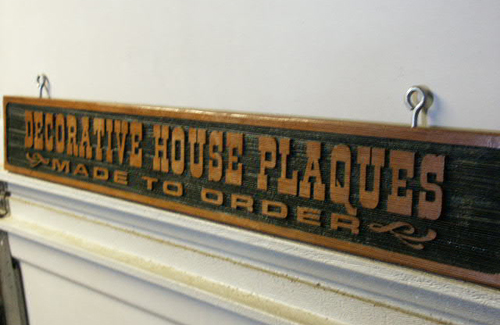 DECORATIVE HOUSE PLAQUES
MADE TO ORDER